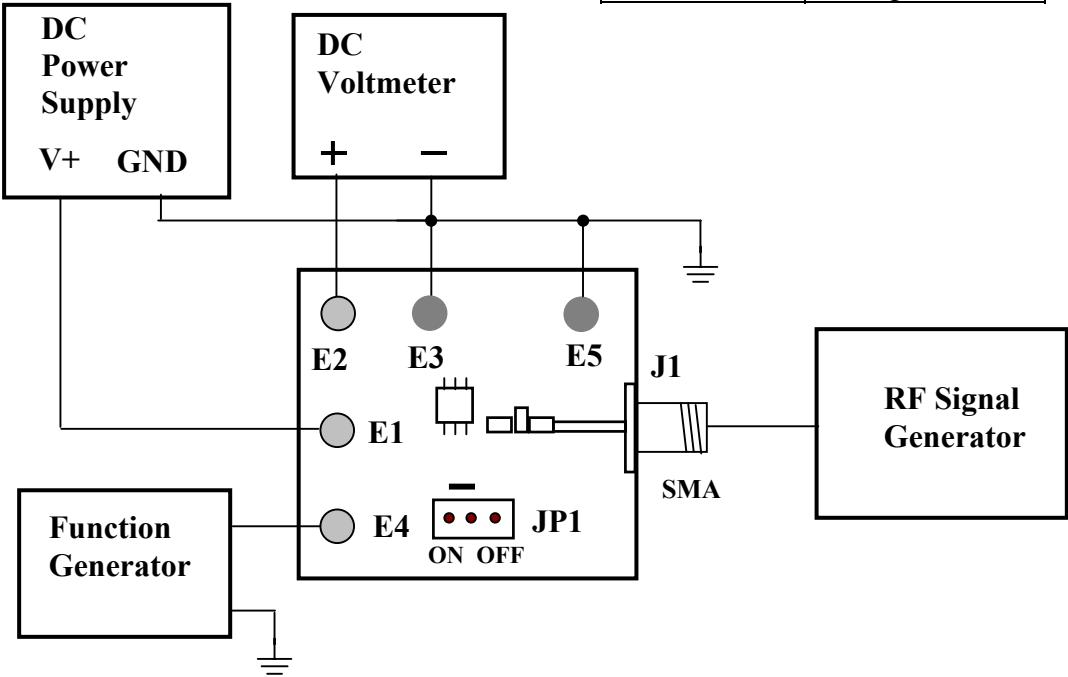 DC
Power
Supply
V+ GND
DC
Voltmeter
+ −
E2 E3 E5
J1
E1
RF Signal
Generator
SMA
Function
Generator
E4
JP1
ON OFF